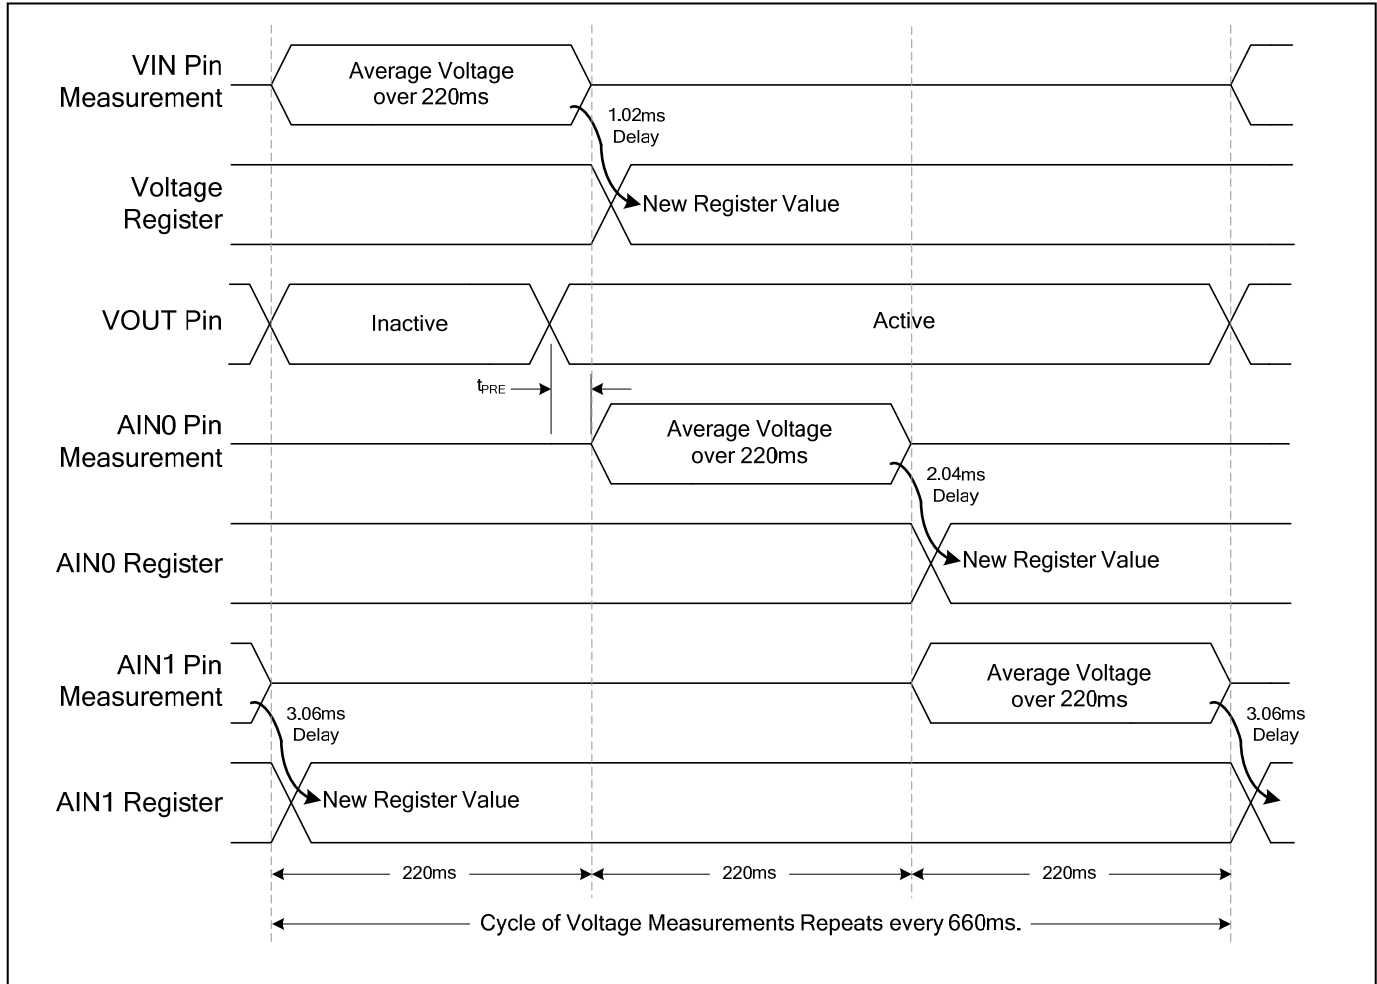 VIN Pin
Measurement
Average Voltage
over 220ms
1.02ms
Delay
Voltage
Register
New Register Value
VOUT Pin
Inactive
Active
tPRE
AIN0 Pin
Measurement
Average Voltage
over 220ms
2.04ms
Delay
AIN0 Register
New Register Value
AIN1 Pin
Measurement
Average Voltage
over 220ms
3.06ms
Delay
3.06ms
Delay
AIN1 Register
New Register Value
220ms
220ms
220ms
Cycle of Voltage Measurements Repeats every 660ms.